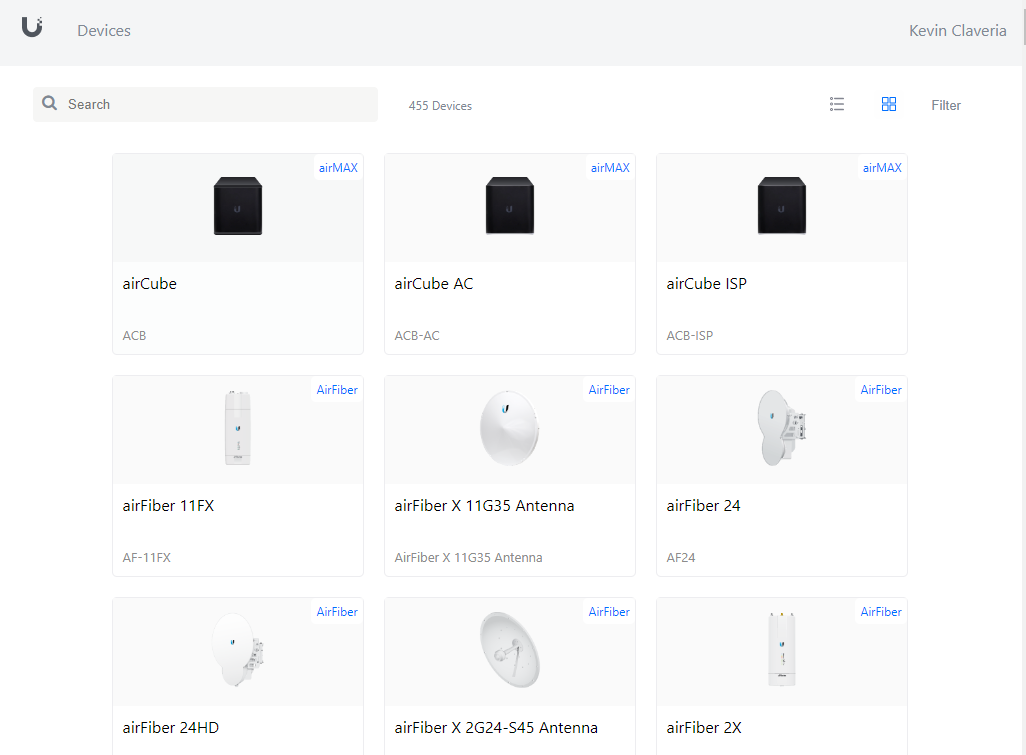 Devices
Kevin Claveria
Search
455 Devices
Filter
airMAX
airMAX
airMAX
airCube
airCube AC
airCube ISP
ACB
ACB-AC
ACB-ISP
AirFiber
AirFiber
AirFiber
airFiber 11FX
airFiber X 11G35 Antenna
airFiber 24
AF-11FX
AirFiber X 11G35 Antenna
AF24
AirFiber
AirFiber
AirFiber
airFiber 24HD
airFiber X 2G24-S45 Antenna
airFiber 2X